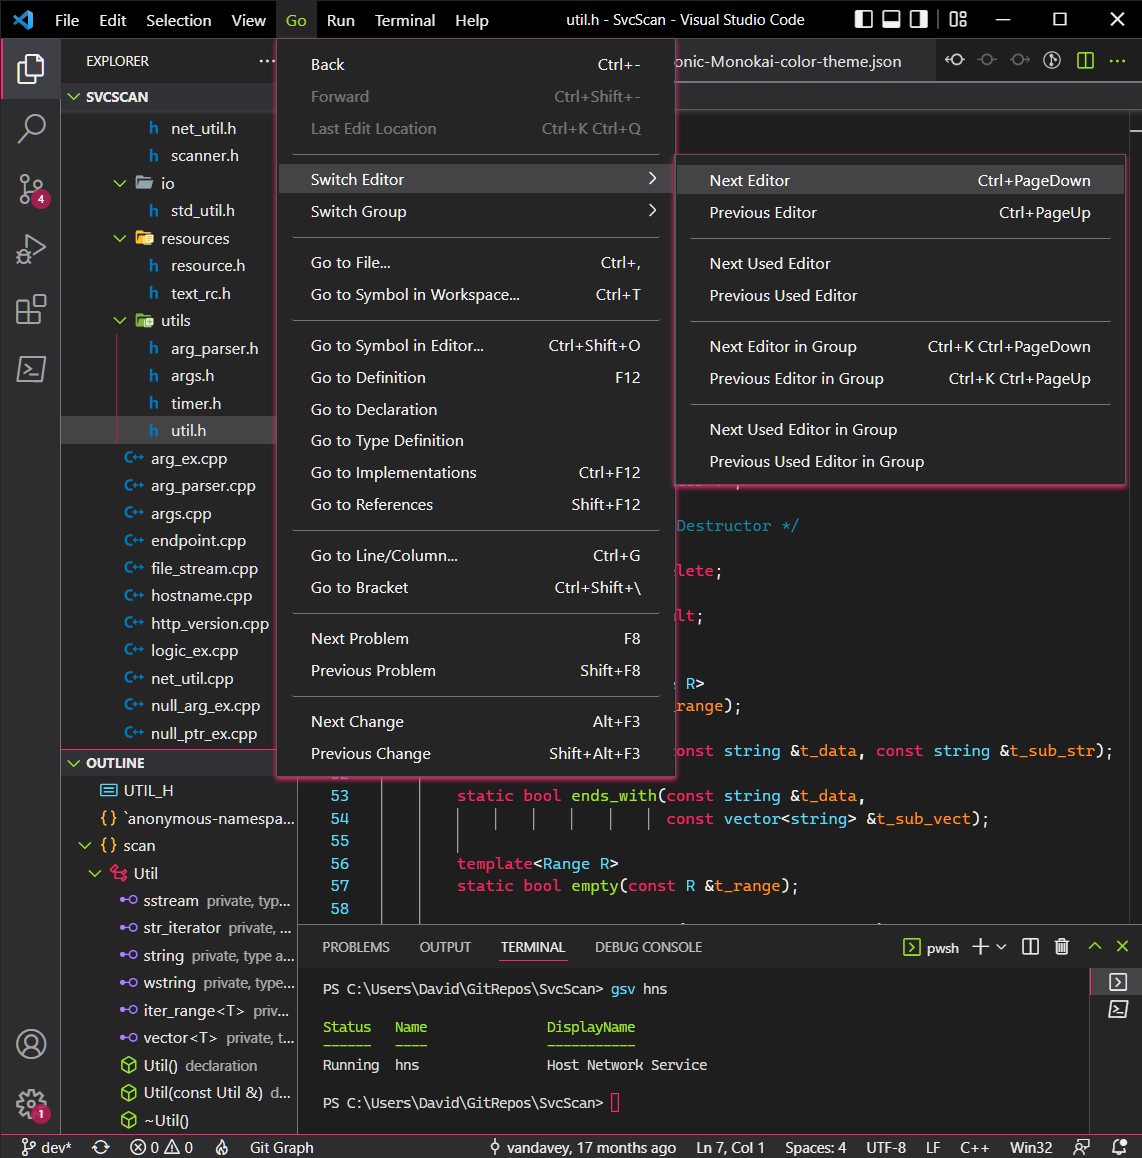 File Edit Selection View Go Run Terminal Help util.h - SvcScan - Visual Studio Code
EXPLORER
onic-Monokai-color-theme.json
SVCSCAN
net_util.h
scanner.h
io
std_util.h
resources
resource.h
text_rc.h
utils
arg_parser.h
args.h
timer.h
util.h
arg_ex.cpp
arg_parser.cpp
args.cpp
endpoint.cpp
file_stream.cpp
hostname.cpp
http_version.cpp
logic_ex.cpp
net_util.cpp
null_arg_ex.cpp
null_ptr_ex.cpp
4
1
Back Ctrl+-
Forward Ctrl+Shift+-
Last Edit Location Ctrl+K Ctrl+Q
Switch Editor
Switch Group
Go to File... Ctrl+,
Go to Symbol in Workspace... Ctrl+T
Go to Symbol in Editor... Ctrl+Shift+O
Go to Definition F12
Go to Declaration
Go to Type Definition
Go to Implementations Ctrl+F12
Go to References Shift+F12
Go to Line/Column... Ctrl+G
Go to Bracket Ctrl+Shift+\
Next Problem F8
Previous Problem Shift+F8
Next Change Alt+F3
Previous Change Shift+Alt+F3
Next Editor Ctrl+PageDown
Previous Editor Ctrl+PageUp
Next Used Editor
Previous Used Editor
Next Editor in Group Ctrl+K Ctrl+PageDown
Previous Editor in Group Ctrl+K Ctrl+PageUp
Next Used Editor in Group
Previous Used Editor in Group
Destructor */
lete;
lt;
R>
range);
onst string &t_data, const string &t_sub_str);
53 static bool ends_with(const string &t_data,
54 const vector<string> &t_sub_vect);
55
56 template<Range R>
57 static bool empty(const R &t_range);
58
OUTLINE
UTIL_H
{} `anonymous-namespa...
{} scan
Util
sstream private, typ...
str_iterator private, ...
string private, type a...
wstring private, type...
iter_range<T> priv...
vector<T> private, t...
Util() declaration
Util(const Util &) d...
~Util()
PROBLEMS OUTPUT TERMINAL DEBUG CONSOLE pwsh
PS C:\Users\David\GitRepos\SvcScan> gsv hns
Status Name DisplayName
------ ---- -----------
Running hns Host Network Service
PS C:\Users\David\GitRepos\SvcScan>
dev* 0 0 Git Graph vandavey, 17 months ago Ln 7, Col 1 Spaces: 4 UTF-8 LF C++ Win32